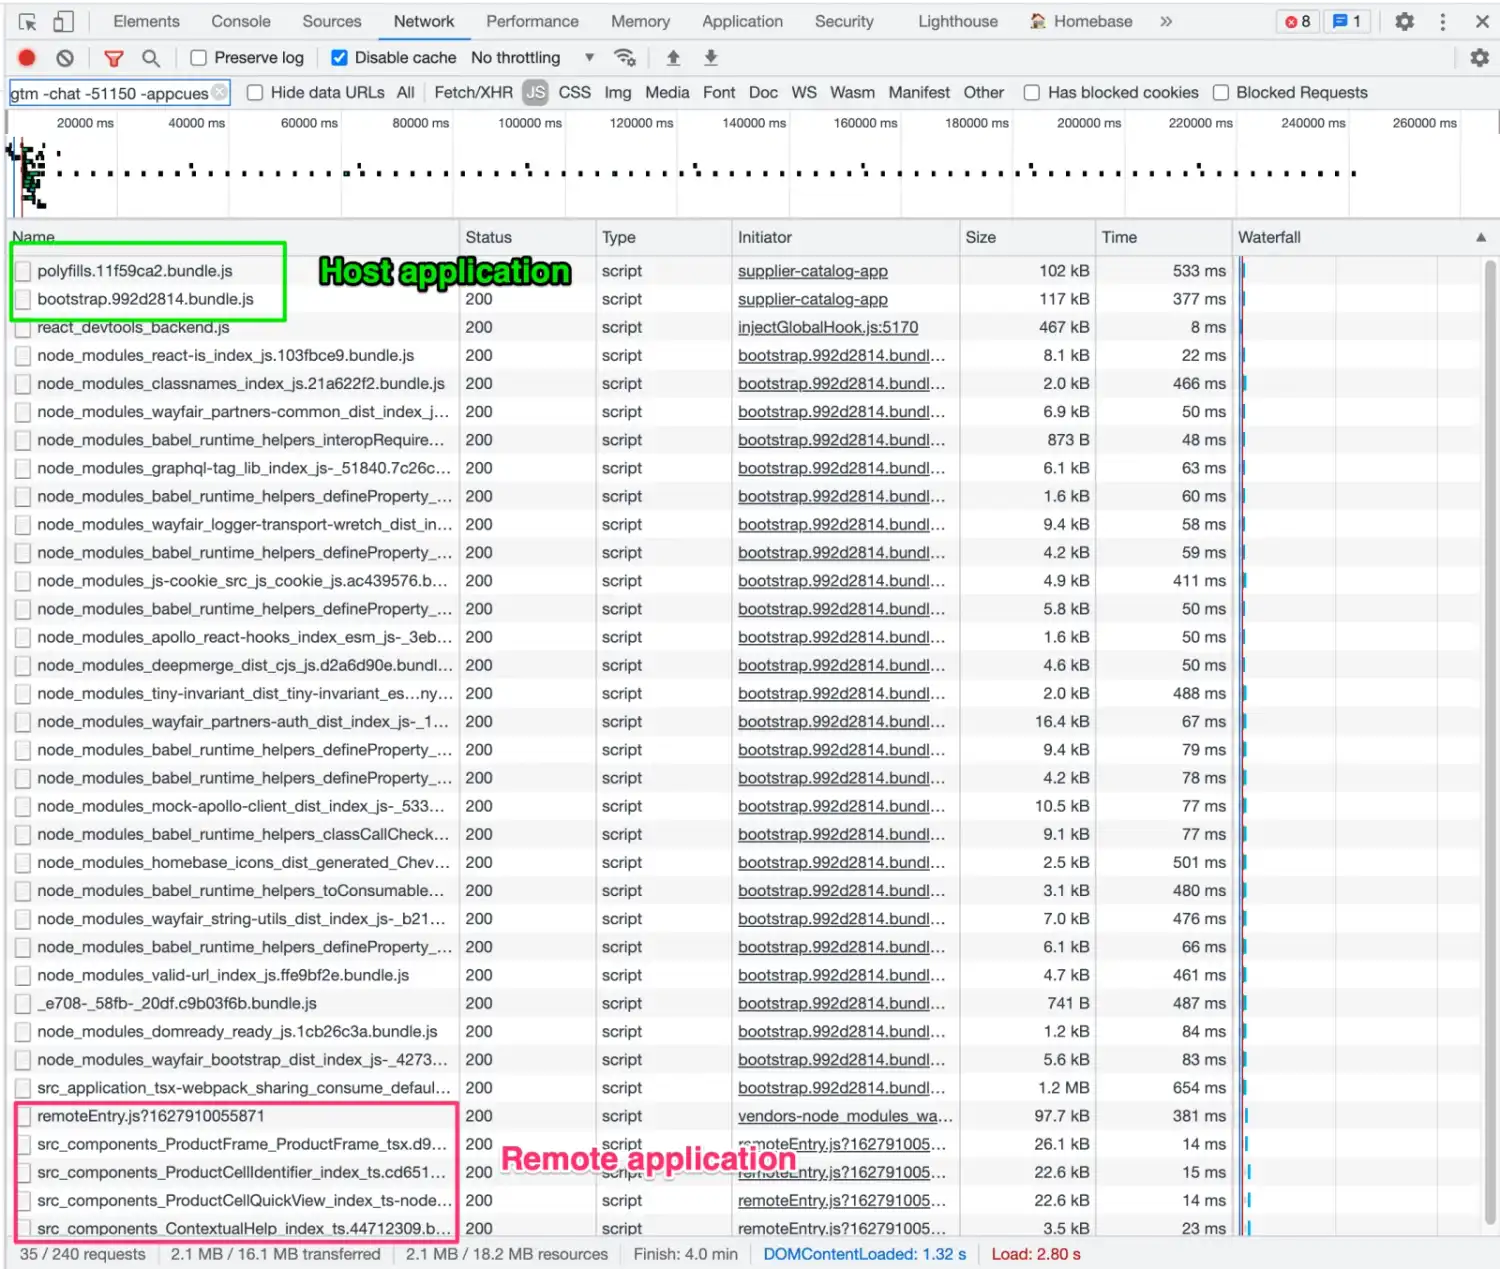 Elements Console Sources Network Performance Memory Application Security Lighthouse Homebase » 8 1
Preserve log Disable cache No throttling
gtm -chat -51150 -appcues Hide data URLs All Fetch/XHR JS CSS Img Media Font Doc WS Wasm Manifest Other Has blocked cookies Blocked Requests
20000 ms 40000 ms 60000 ms 80000 ms 100000 ms 120000 ms 140000 ms 160000 ms 180000 ms 200000 ms 220000 ms 240000 ms 260000 ms
Name Status Type Initiator Size Time Waterfall
polyfills.11f59ca2.bundle.js Host application script supplier-catalog-app 102 kB 533 ms
bootstrap.992d2814.bundle.js 200 script supplier-catalog-app 117 kB 377 ms
react_devtools_backend.js 200 script injectGlobalHook.js:5170 467 kB 8 ms
node_modules_react-is_index_js.103fbce9.bundle.js 200 script bootstrap.992d2814.bundl... 8.1 kB 22 ms
node_modules_classnames_index_js.21a622f2.bundle.js 200 script bootstrap.992d2814.bundl... 2.0 kB 466 ms
node_modules_wayfair_partners-common_dist_index_j... 200 script bootstrap.992d2814.bundl... 6.9 kB 50 ms
node_modules_babel_runtime_helpers_interopRequire... 200 script bootstrap.992d2814.bundl... 873 B 48 ms
node_modules_graphql-tag_lib_index_js-_51840.7c26c... 200 script bootstrap.992d2814.bundl... 6.1 kB 63 ms
node_modules_babel_runtime_helpers_defineProperty_... 200 script bootstrap.992d2814.bundl... 1.6 kB 60 ms
node_modules_wayfair_logger-transport-wretch_dist_in... 200 script bootstrap.992d2814.bundl... 9.4 kB 58 ms
node_modules_babel_runtime_helpers_defineProperty_... 200 script bootstrap.992d2814.bundl... 4.2 kB 59 ms
node_modules_js-cookie_src_js_cookie_js.ac439576.b... 200 script bootstrap.992d2814.bundl... 4.9 kB 411 ms
node_modules_babel_runtime_helpers_defineProperty_... 200 script bootstrap.992d2814.bundl... 5.8 kB 50 ms
node_modules_apollo_react-hooks_index_esm_js-_3eb... 200 script bootstrap.992d2814.bundl... 1.6 kB 50 ms
node_modules_deepmerge_dist_cjs_js.d2a6d90e.bundl... 200 script bootstrap.992d2814.bundl... 4.6 kB 50 ms
node_modules_tiny-invariant_dist_tiny-invariant_es...ny... 200 script bootstrap.992d2814.bundl... 2.0 kB 488 ms
node_modules_wayfair_partners-auth_dist_index_js-_1... 200 script bootstrap.992d2814.bundl... 16.4 kB 67 ms
node_modules_babel_runtime_helpers_defineProperty_... 200 script bootstrap.992d2814.bundl... 9.4 kB 79 ms
node_modules_babel_runtime_helpers_defineProperty_... 200 script bootstrap.992d2814.bundl... 4.2 kB 78 ms
node_modules_mock-apollo-client_dist_index_js-_533... 200 script bootstrap.992d2814.bundl... 10.5 kB 77 ms
node_modules_babel_runtime_helpers_classCallCheck... 200 script bootstrap.992d2814.bundl... 9.1 kB 77 ms
node_modules_homebase_icons_dist_generated_Chev... 200 script bootstrap.992d2814.bundl... 2.5 kB 501 ms
node_modules_babel_runtime_helpers_toConsumable... 200 script bootstrap.992d2814.bundl... 3.1 kB 480 ms
node_modules_wayfair_string-utils_dist_index_js-_b21... 200 script bootstrap.992d2814.bundl... 7.0 kB 476 ms
node_modules_babel_runtime_helpers_defineProperty_... 200 script bootstrap.992d2814.bundl... 6.1 kB 66 ms
node_modules_valid-url_index_js.ffe9bf2e.bundle.js 200 script bootstrap.992d2814.bundl... 4.7 kB 461 ms
_e708-_58fb-_20df.c9b03f6b.bundle.js 200 script bootstrap.992d2814.bundl... 741 B 487 ms
node_modules_domready_ready_js.1cb26c3a.bundle.js 200 script bootstrap.992d2814.bundl... 1.2 kB 84 ms
node_modules_wayfair_bootstrap_dist_index_js-_4273... 200 script bootstrap.992d2814.bundl... 5.6 kB 83 ms
src_application_tsx-webpack_sharing_consume_defaul... 200 script bootstrap.992d2814.bundl... 1.2 MB 654 ms
remoteEntry.js?1627910055871 200 script vendors-node_modules_wa... 97.7 kB 381 ms
src_components_ProductFrame_ProductFrame_tsx.d9... 200 script remoteEntry.js?162791005... 26.1 kB 14 ms
Remote application
src_components_ProductCellIdentifier_index_ts.cd651... 200 script remoteEntry.js?162791005... 22.6 kB 15 ms
src_components_ProductCellQuickView_index_ts-node... 200 script remoteEntry.js?162791005... 22.6 kB 14 ms
src_components_ContextualHelp_index_ts.44712309.b... 200 script remoteEntry.js?162791005... 3.5 kB 23 ms
35 / 240 requests 2.1 MB / 16.1 MB transferred 2.1 MB / 18.2 MB resources Finish: 4.0 min DOMContentLoaded: 1.32 s Load: 2.80 s